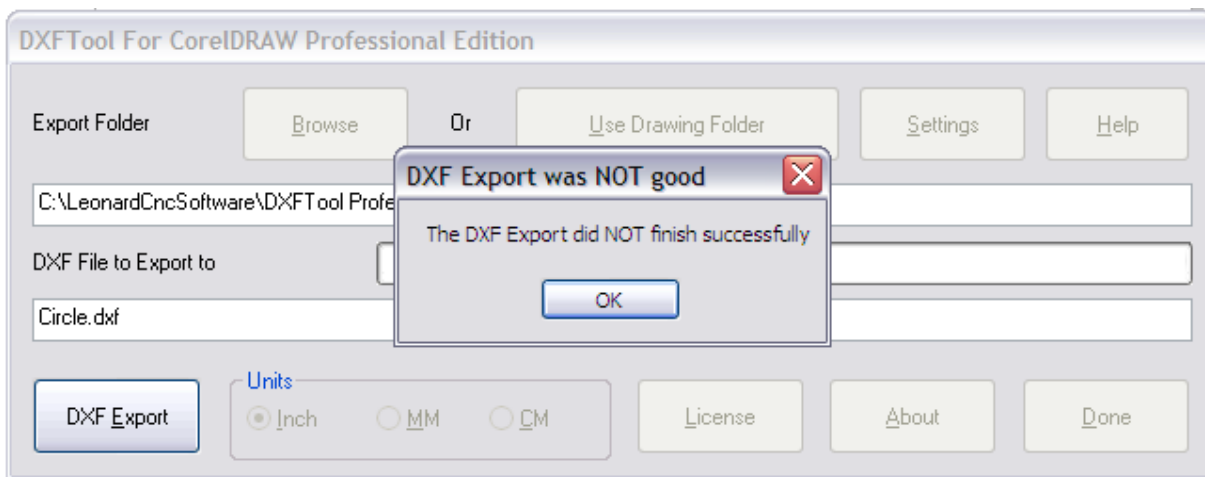 DXFTool For CorelDRAW Professional Edition
Export Folder Browse Or Use Drawing Folder Settings Help
DXF Export was NOT good
C:\LeonardCncSoftware\DXFTool
The DXF Export did NOT finish successfully
DXF File to Export to
OK
Circle.dxf
Units
DXF Export Inch MM CM License About Done